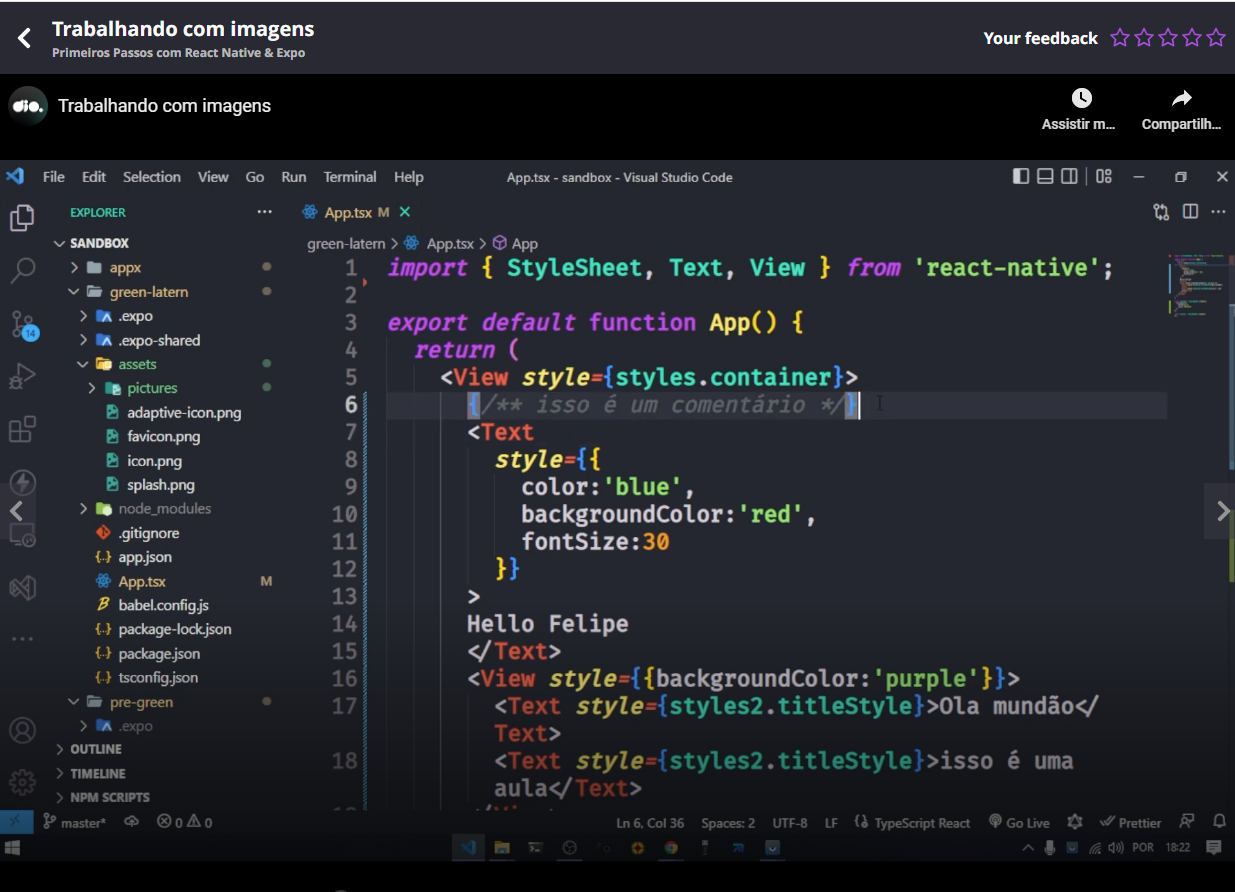 Trabalhando com imagens
Primeiros Passos com React Native & Expo
Your feedback
dio.
Trabalhando com imagens
Assistir m...
Compartilh...
File Edit Selection View Go Run Terminal Help
App.tsx - sandbox - Visual Studio Code
EXPLORER
SANDBOX
appx
green-latern
.expo
.expo-shared
assets
pictures
adaptive-icon.png
favicon.png
icon.png
splash.png
node_modules
.gitignore
app.json
App.tsx M
babel.config.js
package-lock.json
package.json
tsconfig.json
pre-green
.expo
OUTLINE
TIMELINE
NPM SCRIPTS
14
App.tsx M
green-latern > App.tsx > App
1 import { StyleSheet, Text, View } from 'react-native';
2
3 export default function App() {
4 return (
5 <View style={styles.container}>
6 {/** isso é um comentário */}
7 <Text
8 style={{
9 color:'blue',
10 backgroundColor:'red',
11 fontSize:30
12 }}
13 >
14 Hello Felipe
15 </Text>
16 <View style={{backgroundColor:'purple'}}>
17 <Text style={styles2.titleStyle}>Ola mundão</
Text>
18 <Text style={styles2.titleStyle}>isso é uma
aula</Text>
master* 0 0
Ln 6, Col 36 Spaces: 2 UTF-8 LF TypeScript React Go Live Prettier
POR 18:22